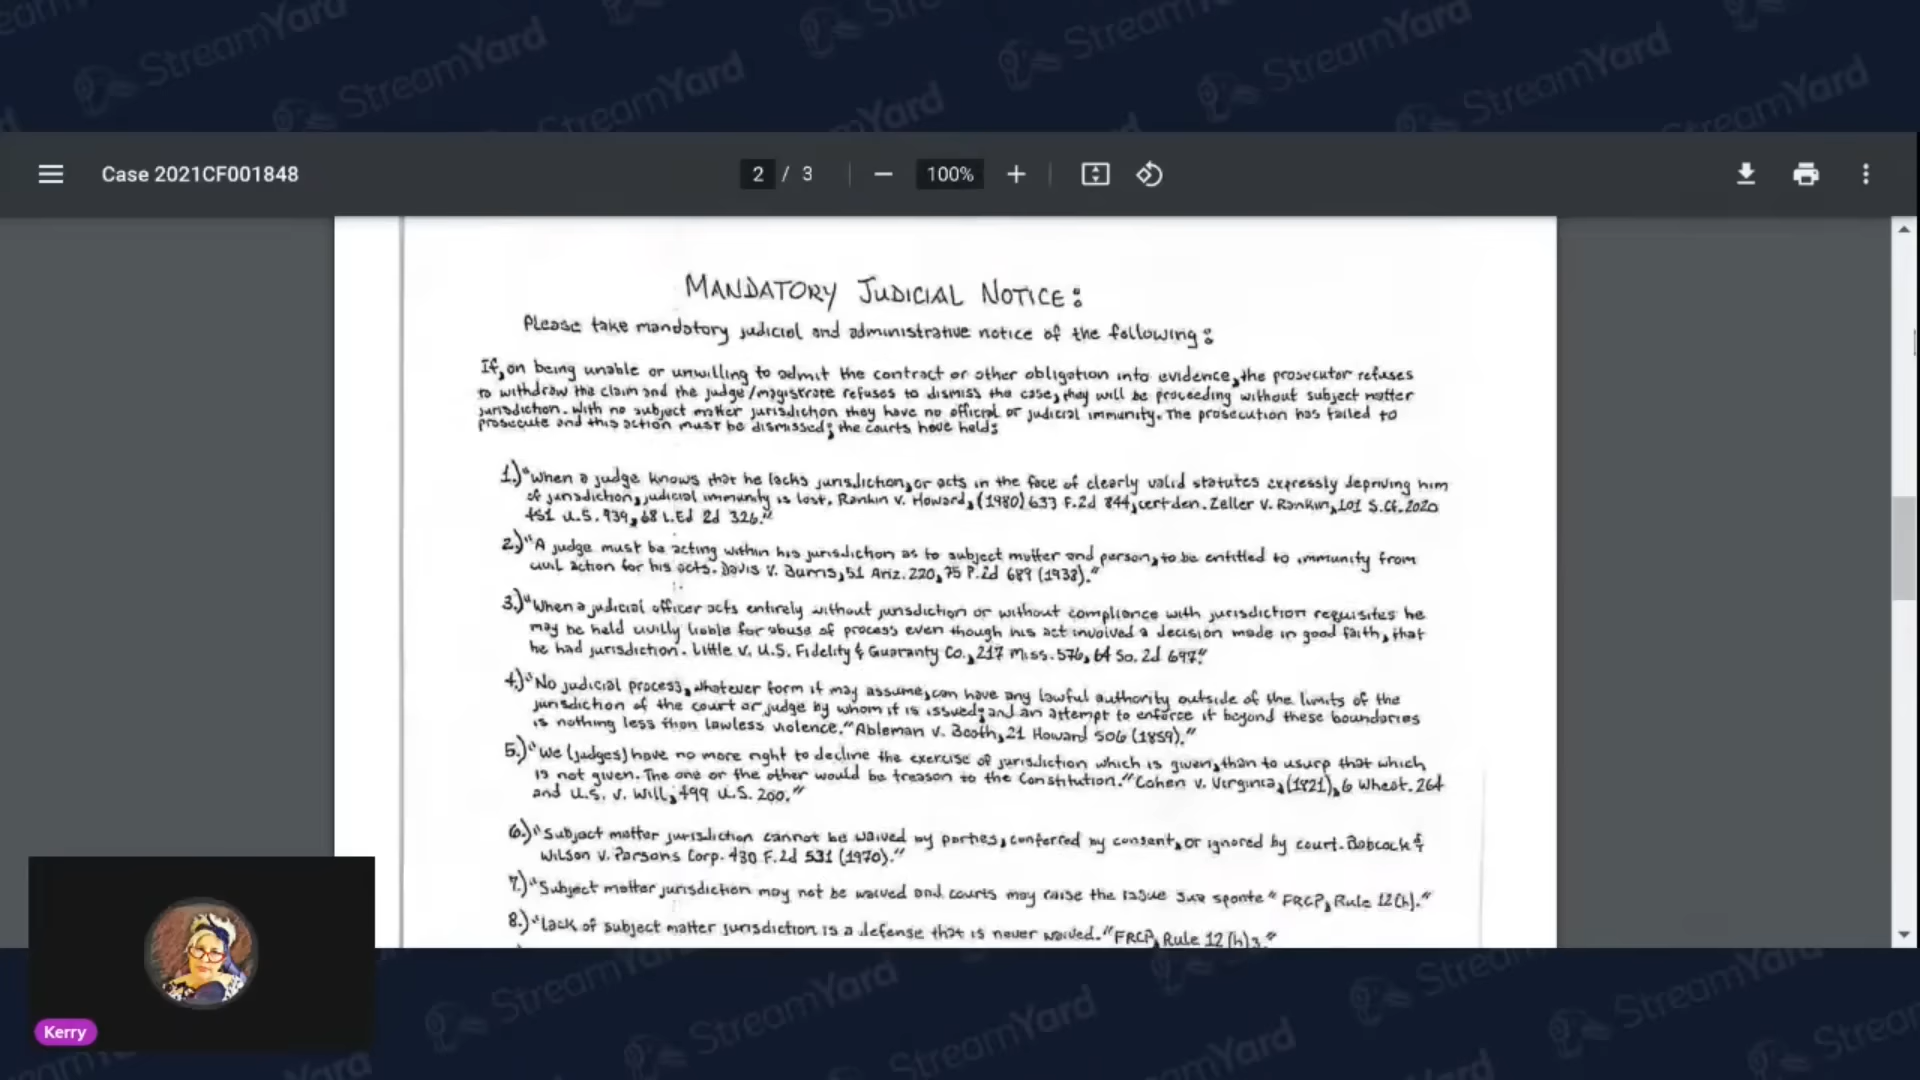 StreamYard
Case 2021CF001848
2 / 3
100%
MANDATORY JUDICIAL NOTICE:
Please take mandatory judicial and administrative notice of the following:
If, on being unable or unwilling to admit the contract or other obligation into evidence, the prosecutor refuses
to withdraw the claim and the judge/magistrate refuses to dismiss the case, they will be proceeding without subject matter
jurisdiction. With no subject matter jurisdiction they have no official or judicial immunity. The prosecution has failed to
prosecute and this action must be dismissed; the courts have held:
1.) "When a judge knows that he lacks jurisdiction, or acts in the face of clearly valid statutes expressly depriving him
of jurisdiction, judicial immunity is lost. Rankin v. Howard, (1980) 633 F.2d 844, cert den. Zeller v. Rankin, 101 S.Ct. 2020
451 U.S. 939, 68 L.Ed 2d 326."
2.) "A judge must be acting within his jurisdiction as to subject matter and person, to be entitled to immunity from
civil action for his acts. Davis v. Burris, 51 Ariz. 220, 75 P.2d 689 (1938)."
3.) "When a judicial officer acts entirely without jurisdiction or without compliance with jurisdiction requisites he
may be held civilly liable for abuse of process even though his act involved a decision made in good faith, that
he had jurisdiction. Little v. U.S. Fidelity & Guaranty Co., 217 Miss. 576, 64 So. 2d 697."
4.) "No judicial process, whatever form it may assume, can have any lawful authority outside of the limits of the
jurisdiction of the court or judge by whom it is issued; and an attempt to enforce it beyond these boundaries
is nothing less than lawless violence." Ableman v. Booth, 21 Howard 506 (1859)."
5.) "We (judges) have no more right to decline the exercise of jurisdiction which is given, than to usurp that which
is not given. The one or the other would be treason to the Constitution." Cohen v. Virginia, (1821), 6 Wheat. 264
and U.S. v. Will, 499 U.S. 200."
6.) "Subject matter jurisdiction cannot be waived by parties, conferred by consent, or ignored by court. Babcock &
Wilson v. Parsons Corp. 430 F.2d 531 (1970)."
7.) "Subject matter jurisdiction may not be waived and courts may raise the issue sua sponte" FRCP, Rule 12(h)."
8.) "Lack of subject matter jurisdiction is a defense that is never waived." FRCP, Rule 12(h)3."
Kerry